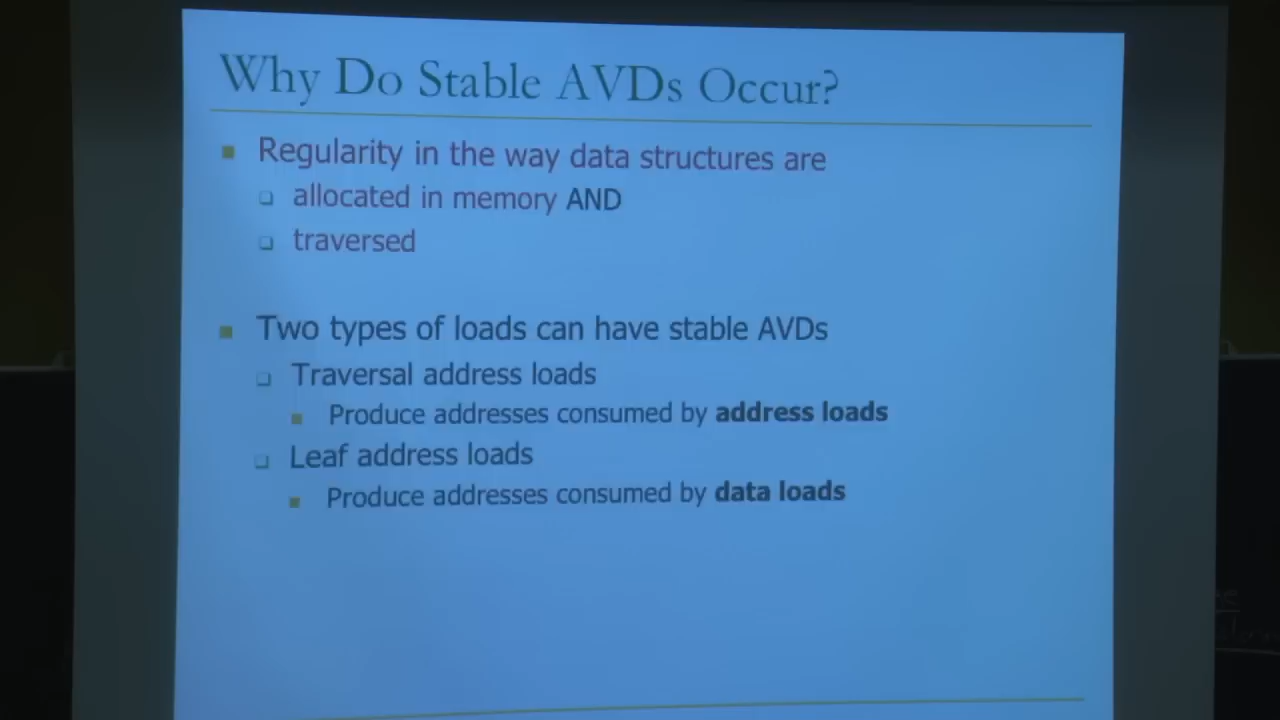 Why Do Stable AVDs Occur?
Regularity in the way data structures are
allocated in memory AND
traversed
Two types of loads can have stable AVDs
Traversal address loads
Produce addresses consumed by address loads
Leaf address loads
Produce addresses consumed by data loads